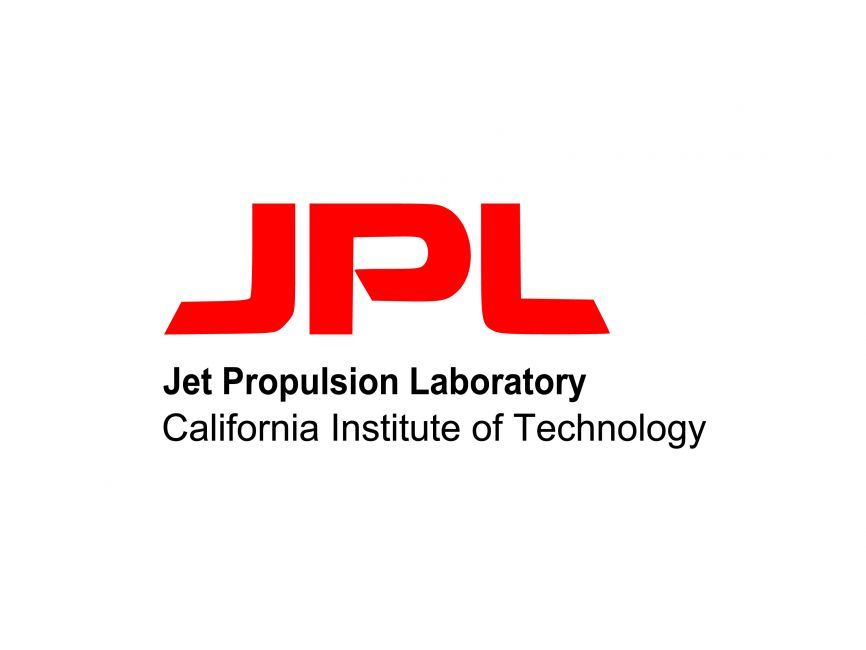 JPL
Jet Propulsion Laboratory
California Institute of Technology